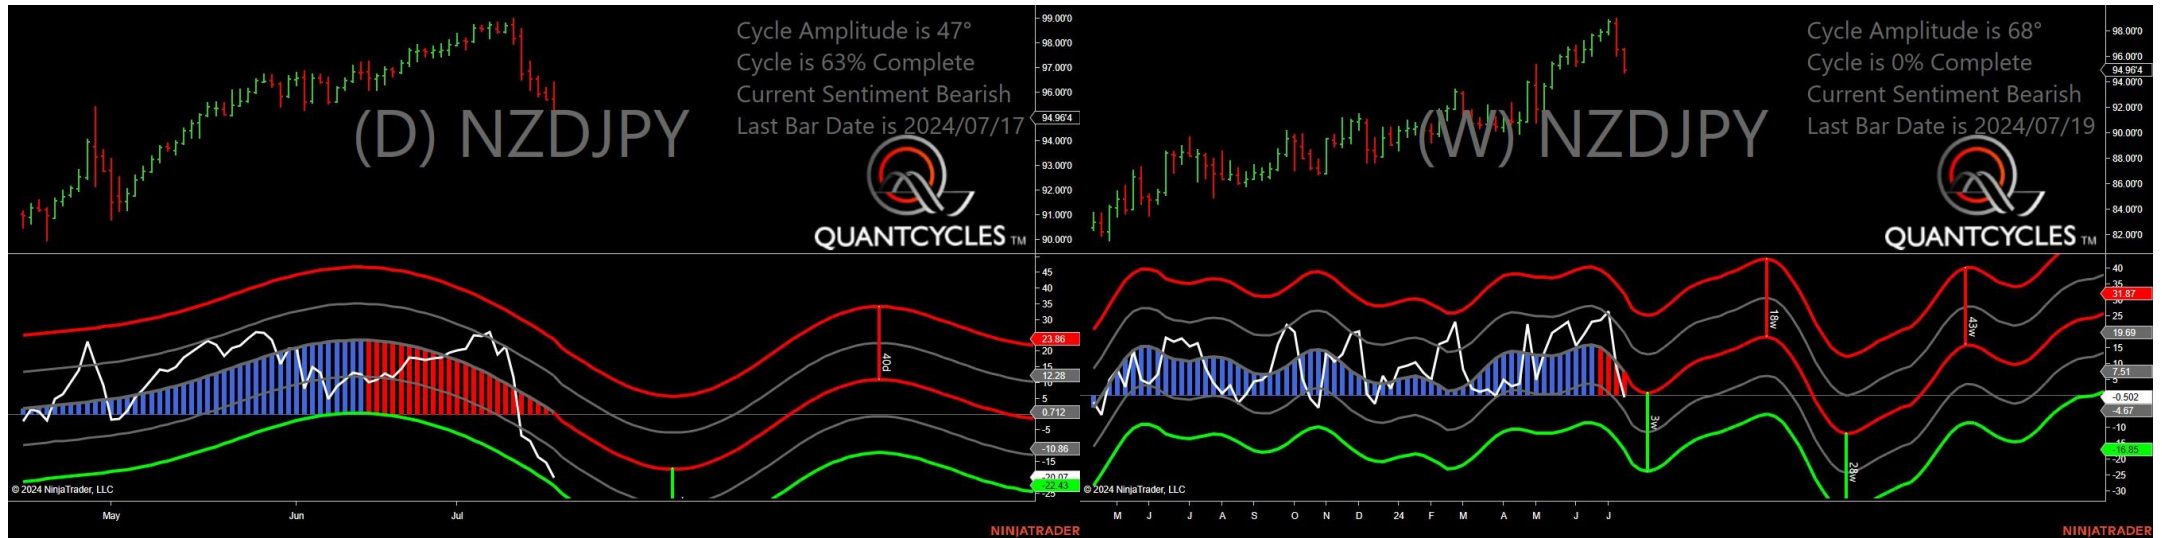 Cycle Amplitude is 47°
Cycle is 63% Complete
Current Sentiment Bearish
Last Bar Date is 2024/07/17
(D) NZDJPY
QUANTCYCLES TM
99.00'0
98.00'0
97.00'0
96.00'0
94.96'4
94.00'0
93.00'0
92.00'0
91.00'0
90.00'0
45
40
35
30
23.86
20
15
12.28
10
5
0.712
-5
-10.86
-15
-20.07
-22.43
-25
40d
© 2024 NinjaTrader, LLC
May
Jun
Jul
NINJATRADER
Cycle Amplitude is 68°
Cycle is 0% Complete
Current Sentiment Bearish
Last Bar Date is 2024/07/19
(W) NZDJPY
QUANTCYCLES TM
98.00'0
96.00'0
94.96'4
94.00'0
92.00'0
90.00'0
88.00'0
86.00'0
84.00'0
82.00'0
40
35
31.87
25
19.69
15
7.51
5
-0.502
-4.67
-10
-16.85
-20
-25
-30
18w
43w
3w
28w
© 2024 NinjaTrader, LLC
M
J
J
A
S
O
N
D
24
F
M
A
M
J
J
NINJATRADER